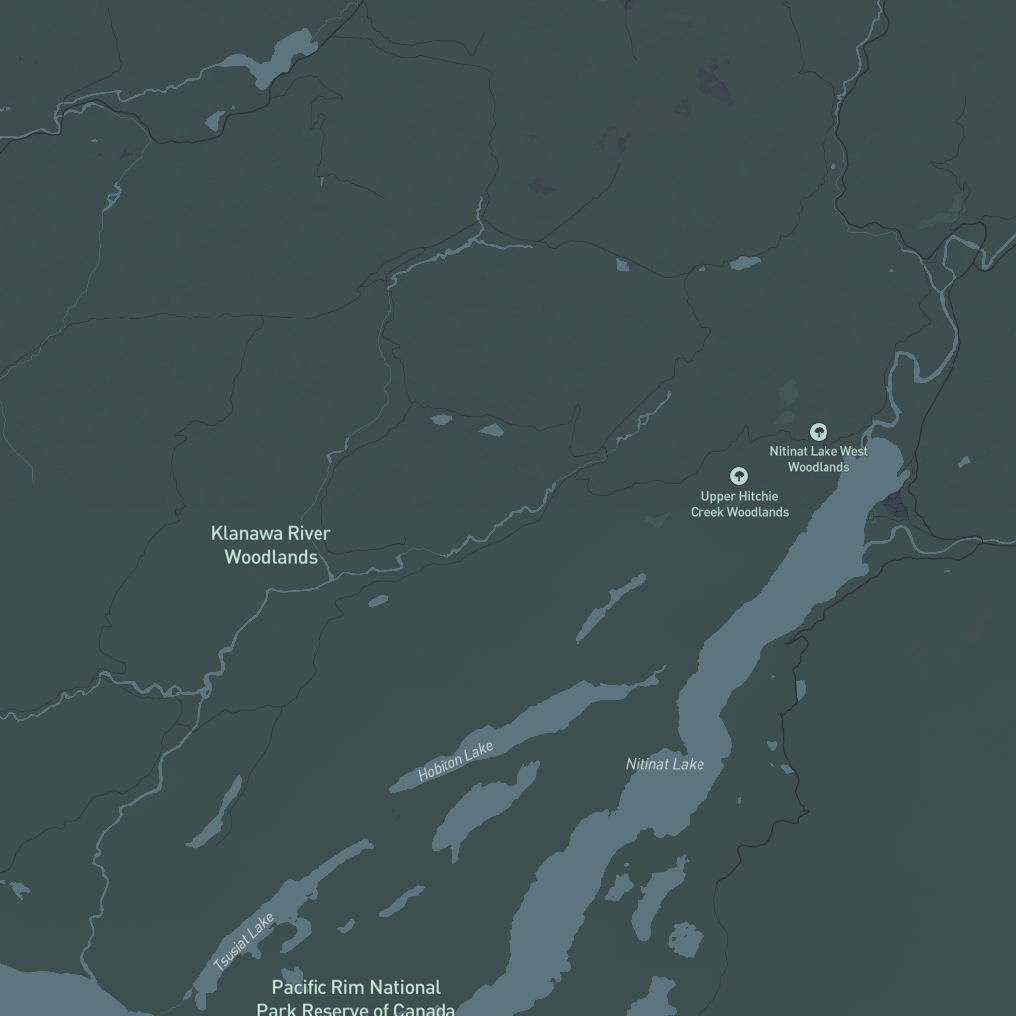 Nitinat Lake West
Woodlands
Upper Hitchie
Creek Woodlands
Klanawa River
Woodlands
Hobiton Lake
Nitinat Lake
Tsusiat Lake
Pacific Rim National
Park Reserve of Canada